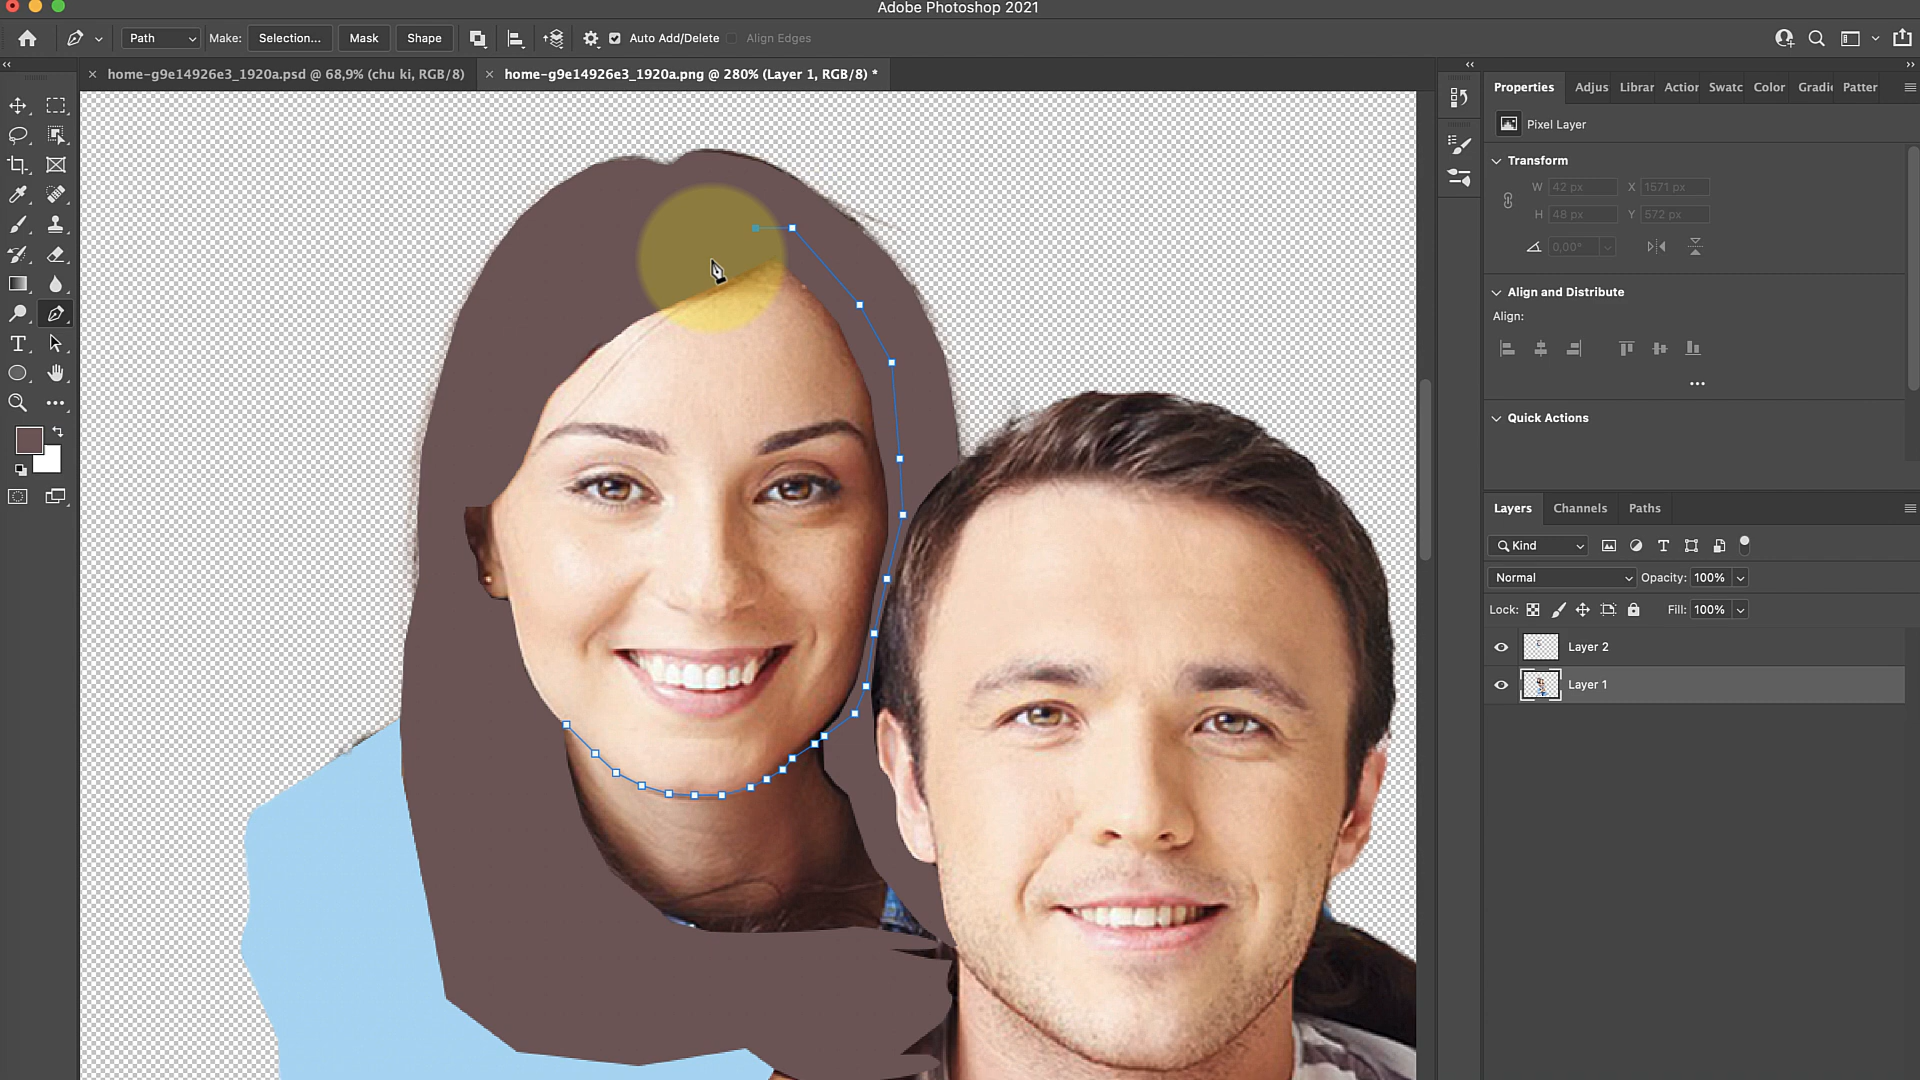 Adobe Photoshop 2021
Path
Make:
Selection...
Mask
Shape
Auto Add/Delete
Align Edges
home-g9e14926e3_1920a.psd @ 68,9% (chu ki, RGB/8)
home-g9e14926e3_1920a.png @ 280% (Layer 1, RGB/8) *
Properties
Adjus
Librar
Action
Swatc
Color
Gradie
Patter
Pixel Layer
Transform
W 42 px
X 1571 px
H 48 px
Y 572 px
0,00°
Align and Distribute
Align:
Quick Actions
Layers
Channels
Paths
Kind
Normal
Opacity: 100%
Lock:
Fill: 100%
Layer 2
Layer 1